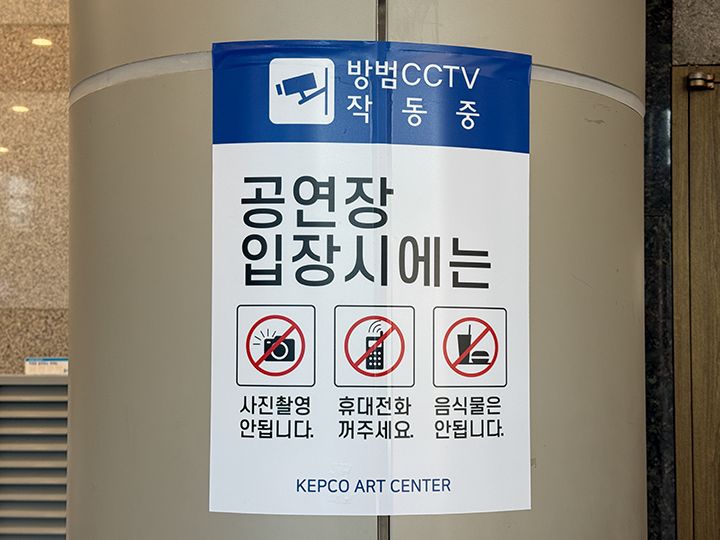 방범CCTV
작 동 중
공연장
입장시에는
사진촬영
안됩니다.
휴대전화
꺼주세요.
음식물은
안됩니다.
KEPCO ART CENTER